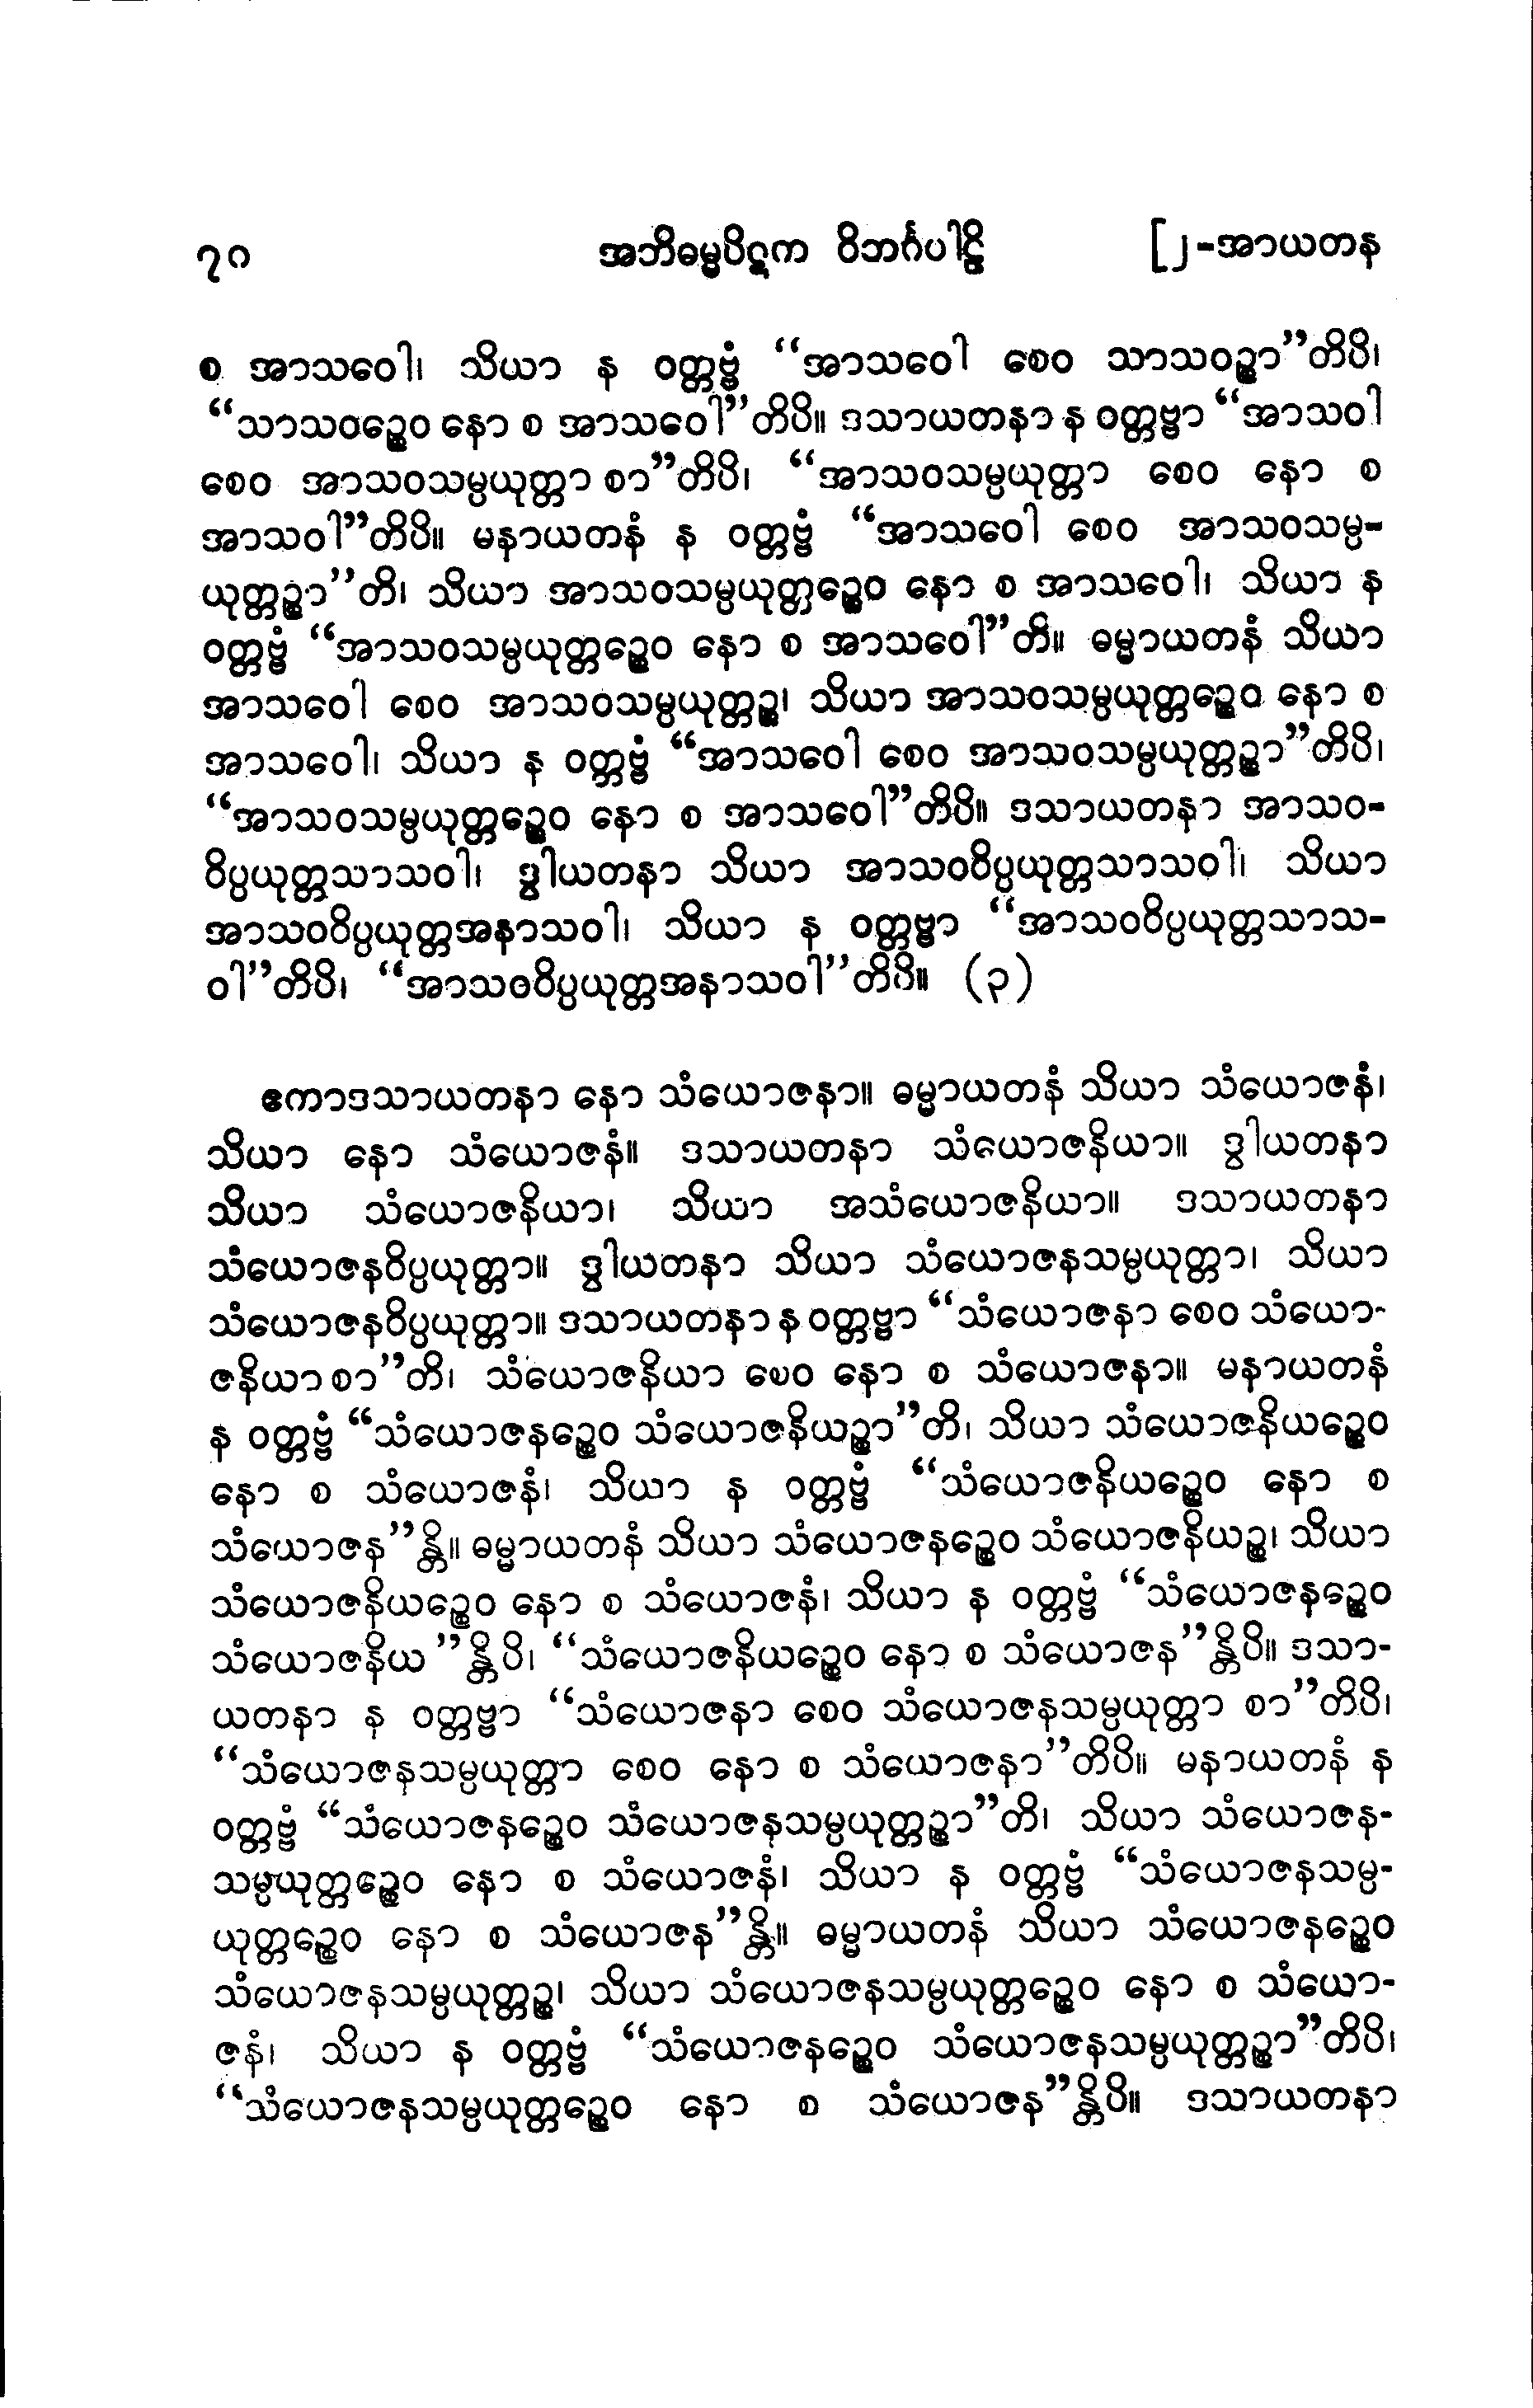 ၇၀ အဘိဓမ္မပိဋက ဝိဘင်္ဂပါဠိ [၂-အာယတန
စ အာသဝေါ၊ သိယာ န ဝတ္တဗ္ဗံ “အာသဝေါ စေဝ သာသဝဉ္စာ”တိပိ၊
“သာသဝဉ္စေဝ နော စ အာသဝေါ”တိပိ။ ဒသာယတနာ န ဝတ္တဗ္ဗာ “အာသဝါ
စေဝ အာသဝသမ္ပယုတ္တာ စာ”တိပိ၊ “အာသဝသမ္ပယုတ္တာ စေဝ နော စ
အာသဝါ”တိပိ။ မနာယတနံ န ဝတ္တဗ္ဗံ “အာသဝေါ စေဝ အာသဝသမ္ပ-
ယုတ္တဉ္စာ”တိ၊ သိယာ အာသဝသမ္ပယုတ္တဉ္စေဝ နော စ အာသဝေါ၊ သိယာ န
ဝတ္တဗ္ဗံ “အာသဝသမ္ပယုတ္တဉ္စေဝ နော စ အာသဝေါ”တိ။ ဓမ္မာယတနံ သိယာ
အာသဝေါ စေဝ အာသဝသမ္ပယုတ္တဉ္စ၊ သိယာ အာသဝသမ္ပယုတ္တဉ္စေဝ နော စ
အာသဝေါ၊ သိယာ န ဝတ္တဗ္ဗံ “အာသဝေါ စေဝ အာသဝသမ္ပယုတ္တဉ္စာ”တိပိ၊
“အာသဝသမ္ပယုတ္တဉ္စေဝ နော စ အာသဝေါ”တိပိ။ ဒသာယတနာ အာသဝ-
ဝိပ္ပယုတ္တသာသဝါ၊ ဒွါယတနာ သိယာ အာသဝဝိပ္ပယုတ္တသာသဝါ၊ သိယာ
အာသဝဝိပ္ပယုတ္တအနာသဝါ၊ သိယာ န ဝတ္တဗ္ဗာ “အာသဝဝိပ္ပယုတ္တသာသ-
ဝါ”တိပိ၊ “အာသဝဝိပ္ပယုတ္တအနာသဝါ”တိပိ။ (၃)
ဧကာဒသာယတနာ နော သံယောဇနာ။ ဓမ္မာယတနံ သိယာ သံယောဇနံ၊
သိယာ နော သံယောဇနံ။ ဒသာယတနာ သံယောဇနိယာ။ ဒွါယတနာ
သိယာ သံယောဇနိယာ၊ သိယာ အသံယောဇနိယာ။ ဒသာယတနာ
သံယောဇနဝိပ္ပယုတ္တာ။ ဒွါယတနာ သိယာ သံယောဇနသမ္ပယုတ္တာ၊ သိယာ
သံယောဇနဝိပ္ပယုတ္တာ။ ဒသာယတနာ န ဝတ္တဗ္ဗာ “သံယောဇနာ စေဝ သံယော-
ဇနိယာ စာ”တိ၊ သံယောဇနိယာ စေဝ နော စ သံယောဇနာ။ မနာယတနံ
န ဝတ္တဗ္ဗံ “သံယောဇနဉ္စေဝ သံယောဇနိယဉ္စာ”တိ၊ သိယာ သံယောဇနိယဉ္စေဝ
နော စ သံယောဇနံ၊ သိယာ န ဝတ္တဗ္ဗံ “သံယောဇနိယဉ္စေဝ နော စ
သံယောဇန”န္တိ။ ဓမ္မာယတနံ သိယာ သံယောဇနဉ္စေဝ သံယောဇနိယဉ္စ၊ သိယာ
သံယောဇနိယဉ္စေဝ နော စ သံယောဇနံ၊ သိယာ န ဝတ္တဗ္ဗံ “သံယောဇနဉ္စေဝ
သံယောဇနိယ”န္တိပိ၊ “သံယောဇနိယဉ္စေဝ နော စ သံယောဇန”န္တိပိ။ ဒသာ-
ယတနာ န ဝတ္တဗ္ဗာ “သံယောဇနာ စေဝ သံယောဇနသမ္ပယုတ္တာ စာ”တိပိ၊
“သံယောဇနသမ္ပယုတ္တာ စေဝ နော စ သံယောဇနာ”တိပိ။ မနာယတနံ န
ဝတ္တဗ္ဗံ “သံယောဇနဉ္စေဝ သံယောဇနသမ္ပယုတ္တဉ္စာ”တိ၊ သိယာ သံယောဇန-
သမ္ပယုတ္တဉ္စေဝ နော စ သံယောဇနံ၊ သိယာ န ဝတ္တဗ္ဗံ “သံယောဇနသမ္ပ-
ယုတ္တဉ္စေဝ နော စ သံယောဇန”န္တိ။ ဓမ္မာယတနံ သိယာ သံယောဇနဉ္စေဝ
သံယောဇနသမ္ပယုတ္တဉ္စ၊ သိယာ သံယောဇနသမ္ပယုတ္တဉ္စေဝ နော စ သံယော-
ဇနံ၊ သိယာ န ဝတ္တဗ္ဗံ “သံယောဇနဉ္စေဝ သံယောဇနသမ္ပယုတ္တဉ္စာ”တိပိ၊
“သံယောဇနသမ္ပယုတ္တဉ္စေဝ နော စ သံယောဇန”န္တိပိ။ ဒသာယတနာ